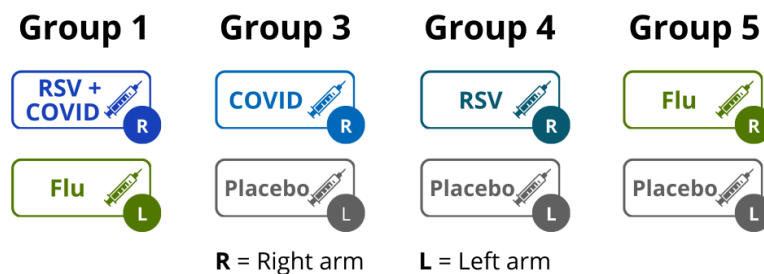 Group 1
RSV +
COVID
R
Flu
L
Group 3
COVID
R
Placebo
L
Group 4
RSV
R
Placebo
L
Group 5
Flu
R
Placebo
L
R = Right arm
L = Left arm